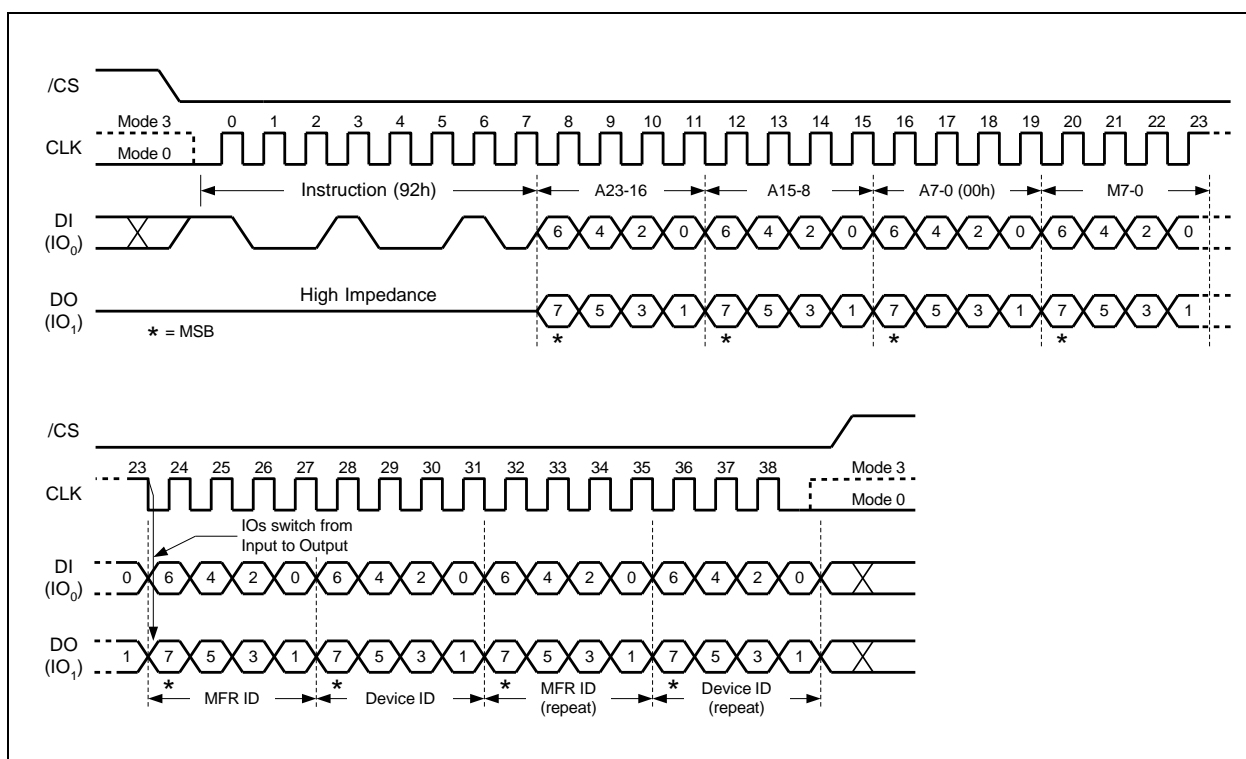 /CS
Mode 3
0 1 2 3 4 5 6 7 8 9 10 11 12 13 14 15 16 17 18 19 20 21 22 23
CLK
Mode 0
Instruction (92h) A23-16 A15-8 A7-0 (00h) M7-0
DI
(IO0)
6 4 2 0 6 4 2 0 6 4 2 0 6 4 2 0
DO
(IO1)
High Impedance
7 5 3 1 7 5 3 1 7 5 3 1 7 5 3 1
* = MSB
* * * *
/CS
23 24 25 26 27 28 29 30 31 32 33 34 35 36 37 38
Mode 3
CLK
Mode 0
IOs switch from
Input to Output
DI
(IO0)
0 6 4 2 0 6 4 2 0 6 4 2 0 6 4 2 0
DO
(IO1)
1 7 5 3 1 7 5 3 1 7 5 3 1 7 5 3 1
* * * *
MFR ID Device ID MFR ID
(repeat)
Device ID
(repeat)